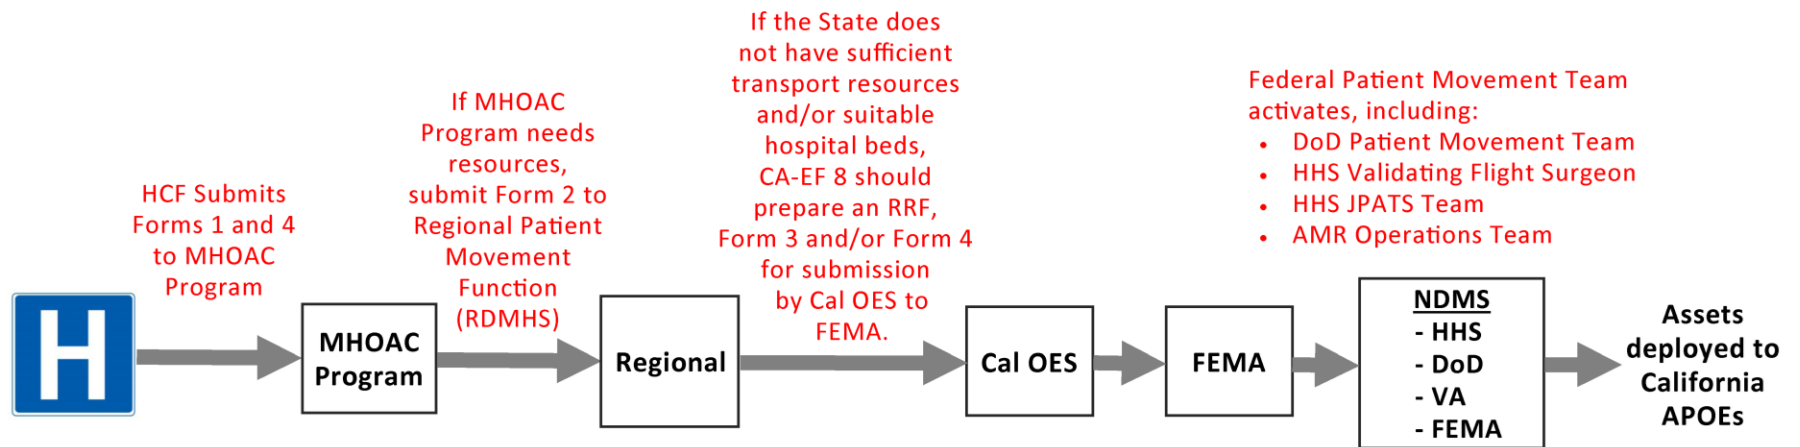 H
HCF Submits
Forms 1 and 4
to MHOAC
Program
MHOAC
Program
If MHOAC
Program needs
resources,
submit Form 2 to
Regional Patient
Movement
Function
(RDMHS)
Regional
If the State does
not have sufficient
transport resources
and/or suitable
hospital beds,
CA-EF 8 should
prepare an RRF,
Form 3 and/or Form 4
for submission
by Cal OES to
FEMA.
Cal OES
FEMA
Federal Patient Movement Team
activates, including:
• DoD Patient Movement Team
• HHS Validating Flight Surgeon
• HHS JPATS Team
• AMR Operations Team
NDMS
- HHS
- DoD
- VA
- FEMA
Assets
deployed to
California
APOEs